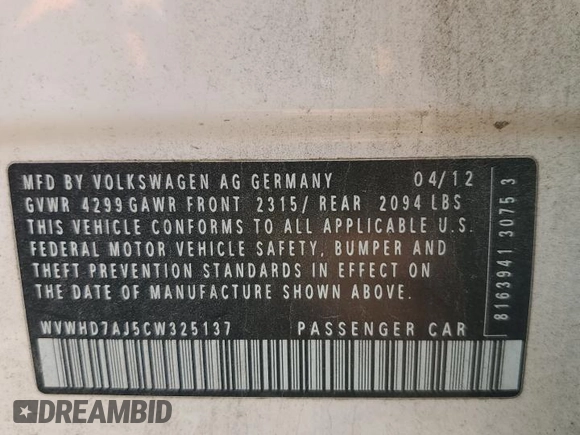 MFD BY VOLKSWAGEN AG GERMANY 04/12
GVWR 4299 GAWR FRONT 2315/ REAR 2094 LBS
THIS VEHICLE CONFORMS TO ALL APPLICABLE U.S.
FEDERAL MOTOR VEHICLE SAFETY, BUMPER AND
THEFT PREVENTION STANDARDS IN EFFECT ON
THE DATE OF MANUFACTURE SHOWN ABOVE.
WVWHD7AJ5CW325137 PASSENGER CAR
8163941 3075 3
DREAMBID